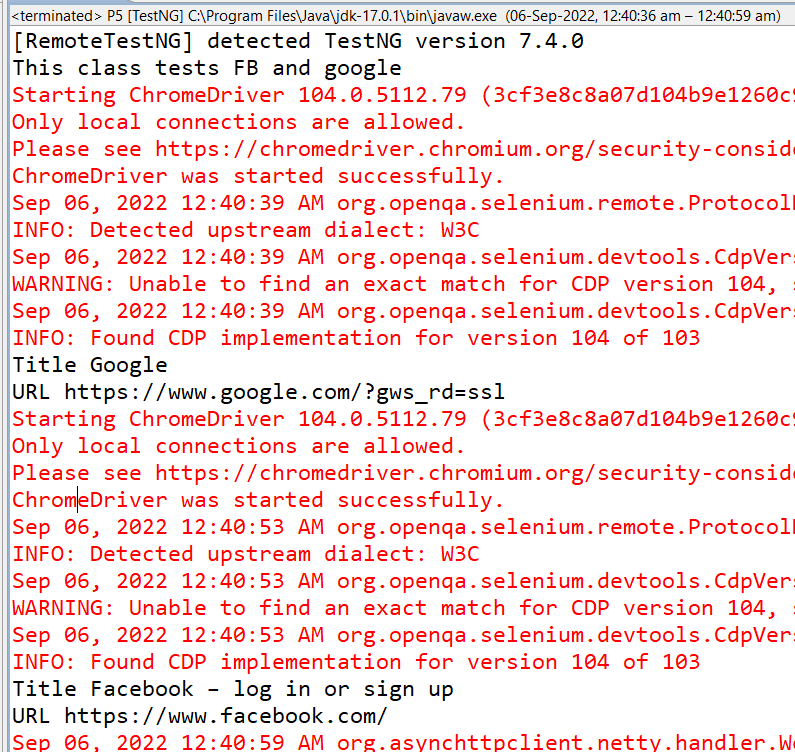 <terminated> P5 [TestNG] C:\Program Files\Java\jdk-17.0.1\bin\javaw.exe (06-Sep-2022, 12:40:36 am – 12:40:59 am)
[RemoteTestNG] detected TestNG version 7.4.0
This class tests FB and google
Starting ChromeDriver 104.0.5112.79 (3cf3e8c8a07d104b9e1260c9
Only local connections are allowed.
Please see https://chromedriver.chromium.org/security-conside
ChromeDriver was started successfully.
Sep 06, 2022 12:40:39 AM org.openqa.selenium.remote.Protocol
INFO: Detected upstream dialect: W3C
Sep 06, 2022 12:40:39 AM org.openqa.selenium.devtools.CdpVers
WARNING: Unable to find an exact match for CDP version 104, s
Sep 06, 2022 12:40:39 AM org.openqa.selenium.devtools.CdpVers
INFO: Found CDP implementation for version 104 of 103
Title Google
URL https://www.google.com/?gws_rd=ssl
Starting ChromeDriver 104.0.5112.79 (3cf3e8c8a07d104b9e1260c9
Only local connections are allowed.
Please see https://chromedriver.chromium.org/security-conside
ChromeDriver was started successfully.
Sep 06, 2022 12:40:53 AM org.openqa.selenium.remote.Protocol
INFO: Detected upstream dialect: W3C
Sep 06, 2022 12:40:53 AM org.openqa.selenium.devtools.CdpVers
WARNING: Unable to find an exact match for CDP version 104, s
Sep 06, 2022 12:40:53 AM org.openqa.selenium.devtools.CdpVers
INFO: Found CDP implementation for version 104 of 103
Title Facebook – log in or sign up
URL https://www.facebook.com/
Sep 06, 2022 12:40:59 AM org.asynchttpclient.netty.handler.We